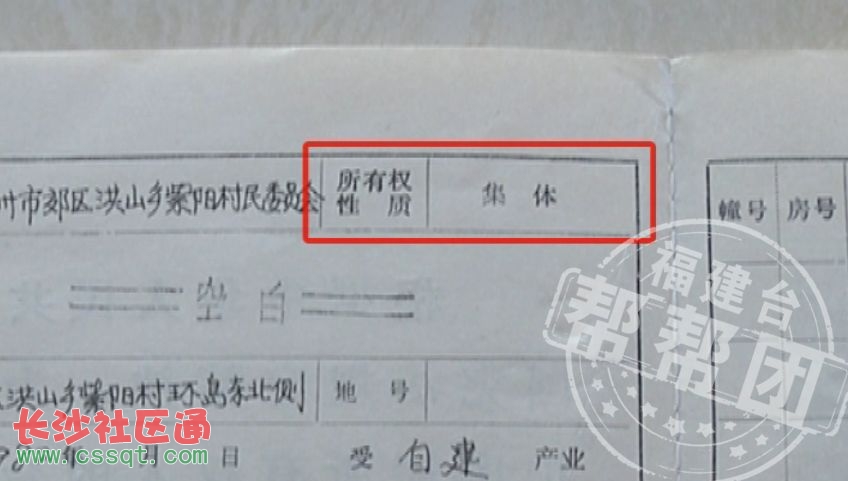 州市郊区洪山乡紫阳村民委员会 所有权性质 集体
幢号 房号
空白
洪山乡紫阳村环岛东北侧 地号
年 月 日 受 自建 产业
福建台
帮帮团
长沙社区通
www.cssqt.com